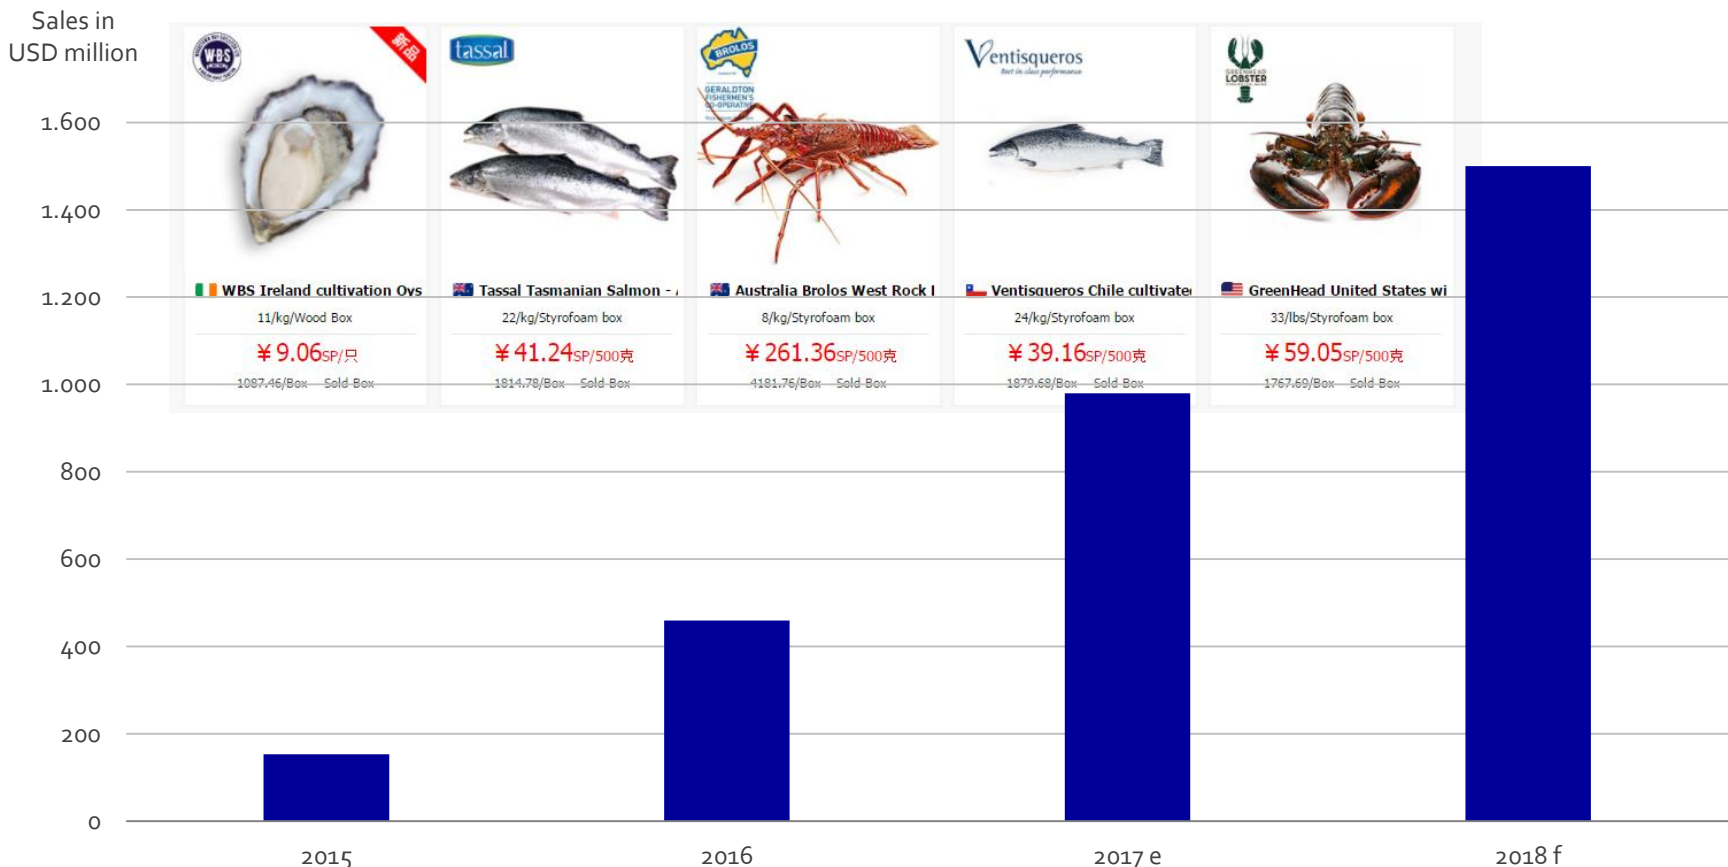 Sales in
USD million
新品
WBS
tassal
BROLOS
GERALDTON
FISHERMEN'S
CO-OPERATIVE
Ventisqueros
Best in class performance
GREENHEAD
LOBSTER
1.600
1.400
1.200
1.000
800
600
400
200
0
WBS Ireland cultivation Oys
11/kg/Wood Box
¥9.06SP/只
1087.46/Box Sold Box
Tassal Tasmanian Salmon -
22/kg/Styrofoam box
¥41.24SP/500克
1814.78/Box Sold Box
Australia Brolos West Rock
8/kg/Styrofoam box
¥261.36SP/500克
4181.76/Box Sold Box
Ventisqueros Chile cultivate
24/kg/Styrofoam box
¥39.16SP/500克
1879.68/Box Sold Box
GreenHead United States wi
33/lbs/Styrofoam box
¥59.05SP/500克
1767.69/Box Sold Box
2015
2016
2017 e
2018 f